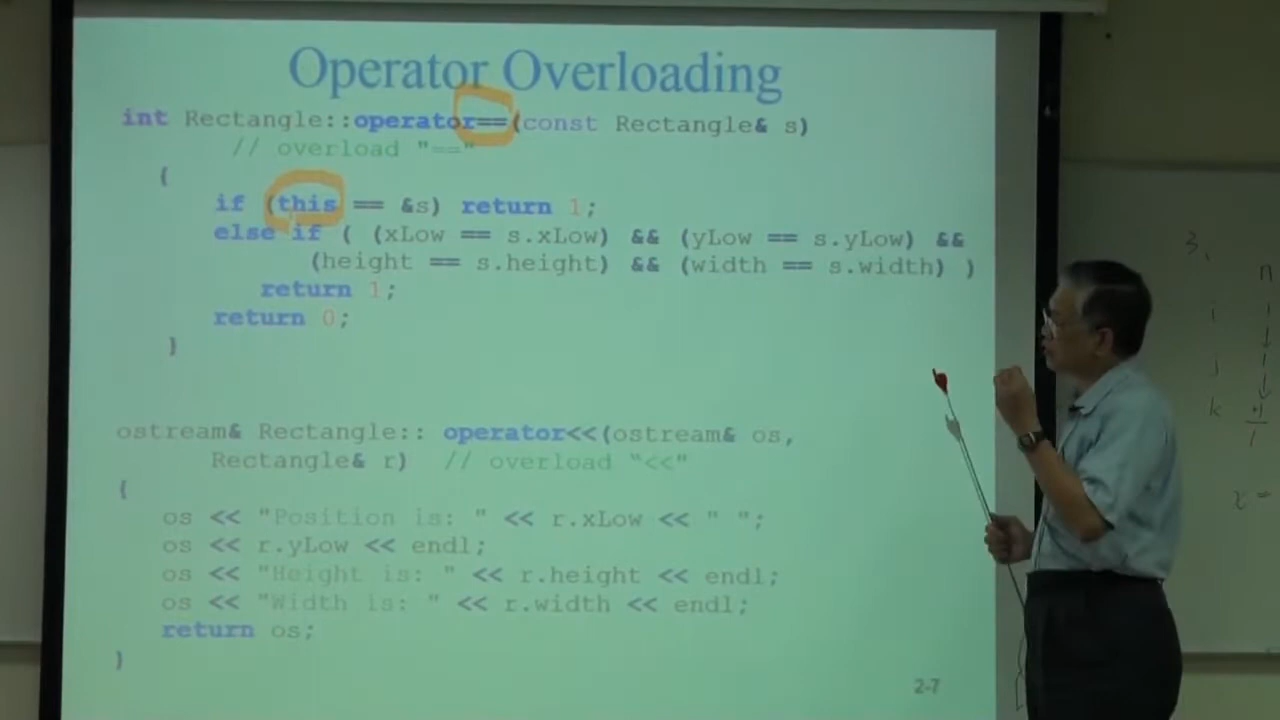 Operator Overloading
int Rectangle::operator==(const Rectangle& s)
// overload "=="
{
if (this == &s) return 1;
else if ( (xLow == s.xLow) && (yLow == s.yLow) &&
(height == s.height) && (width == s.width) )
return 1;
return 0;
}
ostream& Rectangle:: operator<<(ostream& os,
Rectangle& r) // overload "<<"
{
os << "Position is: " << r.xLow << " ";
os << r.yLow << endl;
os << "Height is: " << r.height << endl;
os << "Width is: " << r.width << endl;
return os;
}
2-7
3.
n
i
j
k